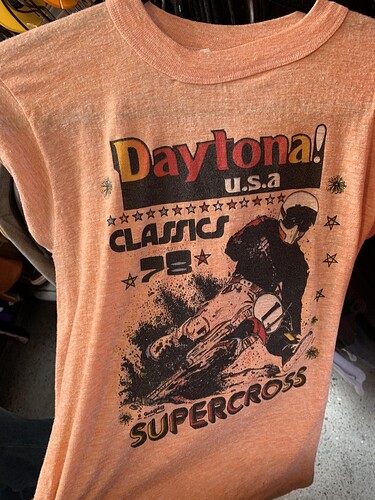 Daytona!
u.s.a
CLASSICS
78
1
SUPERCROSS